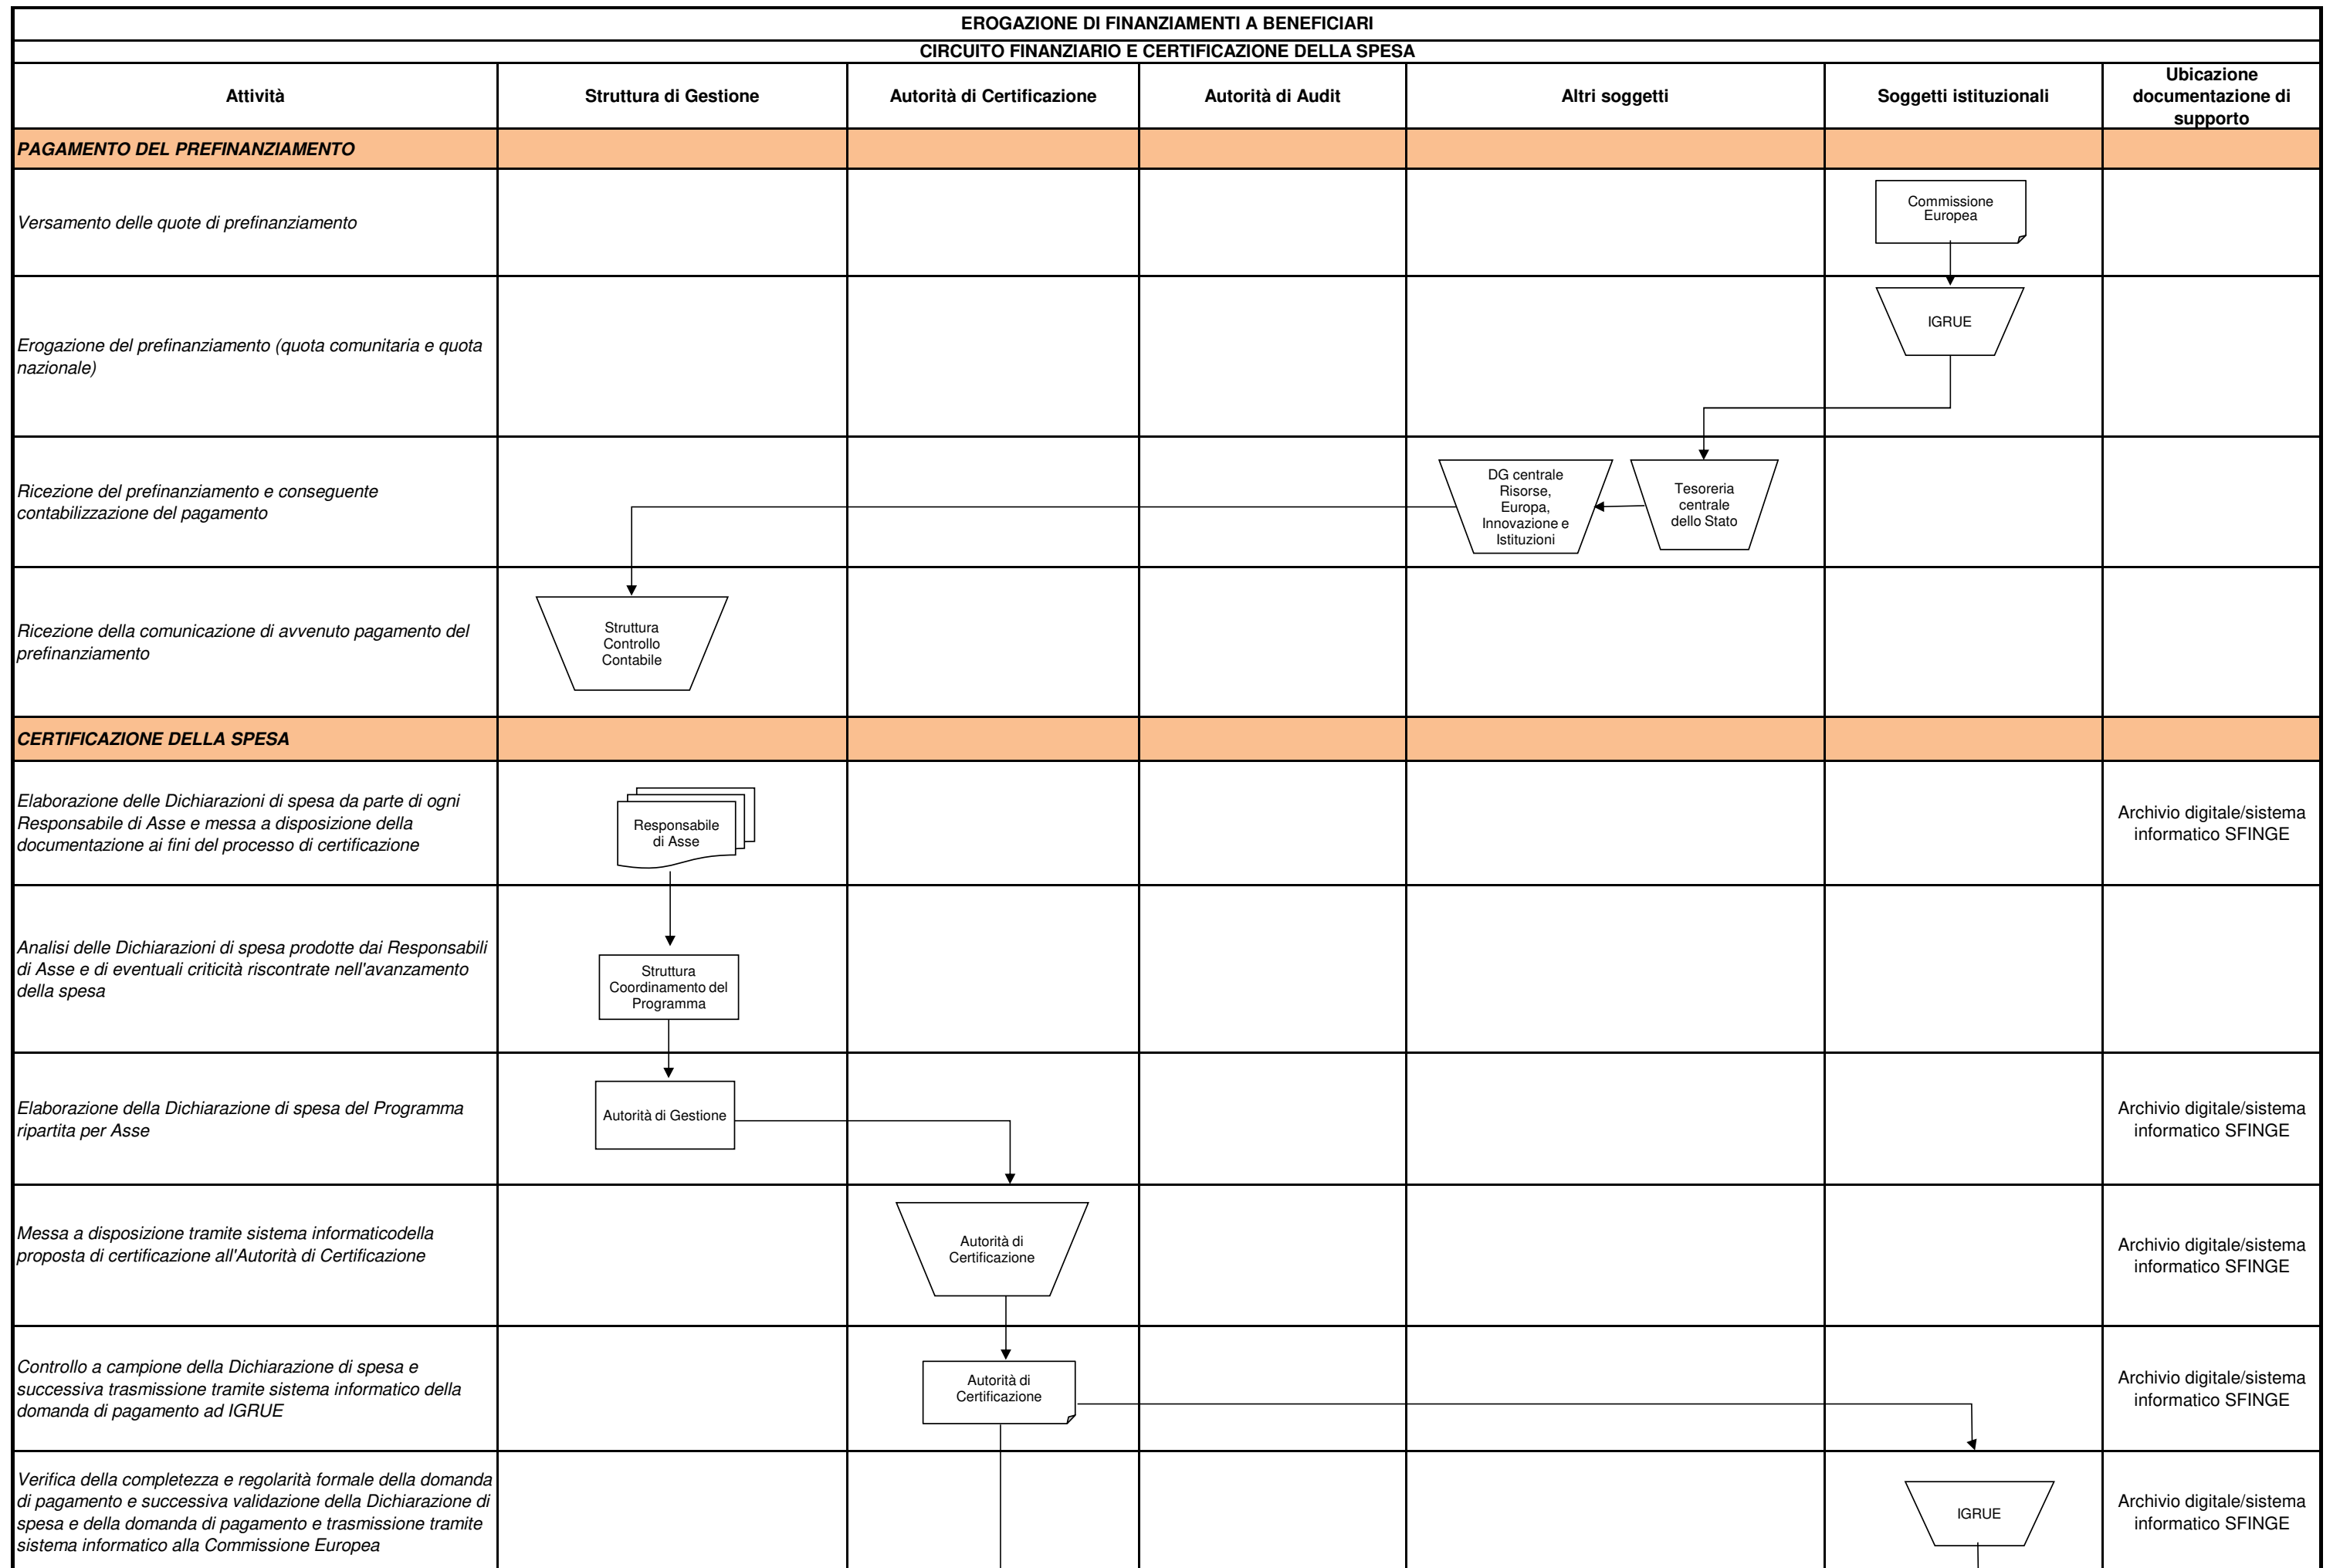 EROGAZIONE DI FINANZIAMENTI A BENEFICIARI
CIRCUITO FINANZIARIO E CERTIFICAZIONE DELLA SPESA
Attività
Struttura di Gestione
Autorità di Certificazione
Autorità di Audit
Altri soggetti
Soggetti istituzionali
Ubicazione
documentazione di
supporto
PAGAMENTO DEL PREFINANZIAMENTO
Versamento delle quote di prefinanziamento
Commissione
Europea
Erogazione del prefinanziamento (quota comunitaria e quota
nazionale)
IGRUE
Ricezione del prefinanziamento e conseguente
contabilizzazione del pagamento
DG centrale
Risorse,
Europa,
Innovazione e
Istituzioni
Tesoreria
centrale
dello Stato
Ricezione della comunicazione di avvenuto pagamento del
prefinanziamento
Struttura
Controllo
Contabile
CERTIFICAZIONE DELLA SPESA
Elaborazione delle Dichiarazioni di spesa da parte di ogni
Responsabile di Asse e messa a disposizione della
documentazione ai fini del processo di certificazione
Responsabile
di Asse
Archivio digitale/sistema
informatico SFINGE
Analisi delle Dichiarazioni di spesa prodotte dai Responsabili
di Asse e di eventuali criticità riscontrate nell'avanzamento
della spesa
Struttura
Coordinamento del
Programma
Elaborazione della Dichiarazione di spesa del Programma
ripartita per Asse
Autorità di Gestione
Archivio digitale/sistema
informatico SFINGE
Messa a disposizione tramite sistema informaticodella
proposta di certificazione all'Autorità di Certificazione
Autorità di
Certificazione
Archivio digitale/sistema
informatico SFINGE
Controllo a campione della Dichiarazione di spesa e
successiva trasmissione tramite sistema informatico della
domanda di pagamento ad IGRUE
Autorità di
Certificazione
Archivio digitale/sistema
informatico SFINGE
Verifica della completezza e regolarità formale della domanda
di pagamento e successiva validazione della Dichiarazione di
spesa e della domanda di pagamento e trasmissione tramite
sistema informatico alla Commissione Europea
IGRUE
Archivio digitale/sistema
informatico SFINGE